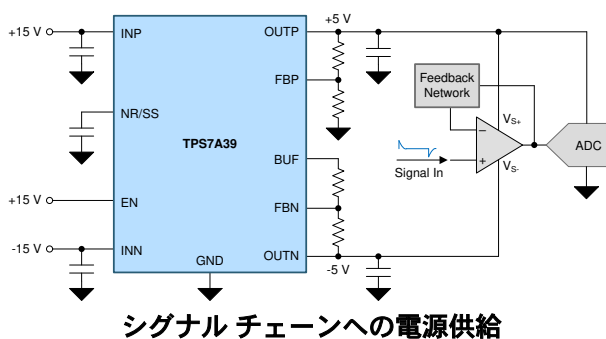 +15 V
INP
OUTP
+5 V
FBP
NR/SS
TPS7A39
BUF
+15 V
EN
FBN
-15 V
INN
GND
OUTN
-5 V
Feedback
Network
VS+
−
+
VS-
Signal In
ADC
シグナル チェーンへの電源供給